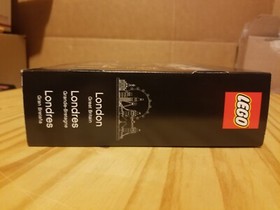 London
Great Britain
Londres
Grande-Bretagne
Londres
Gran Bretaña
LEGO